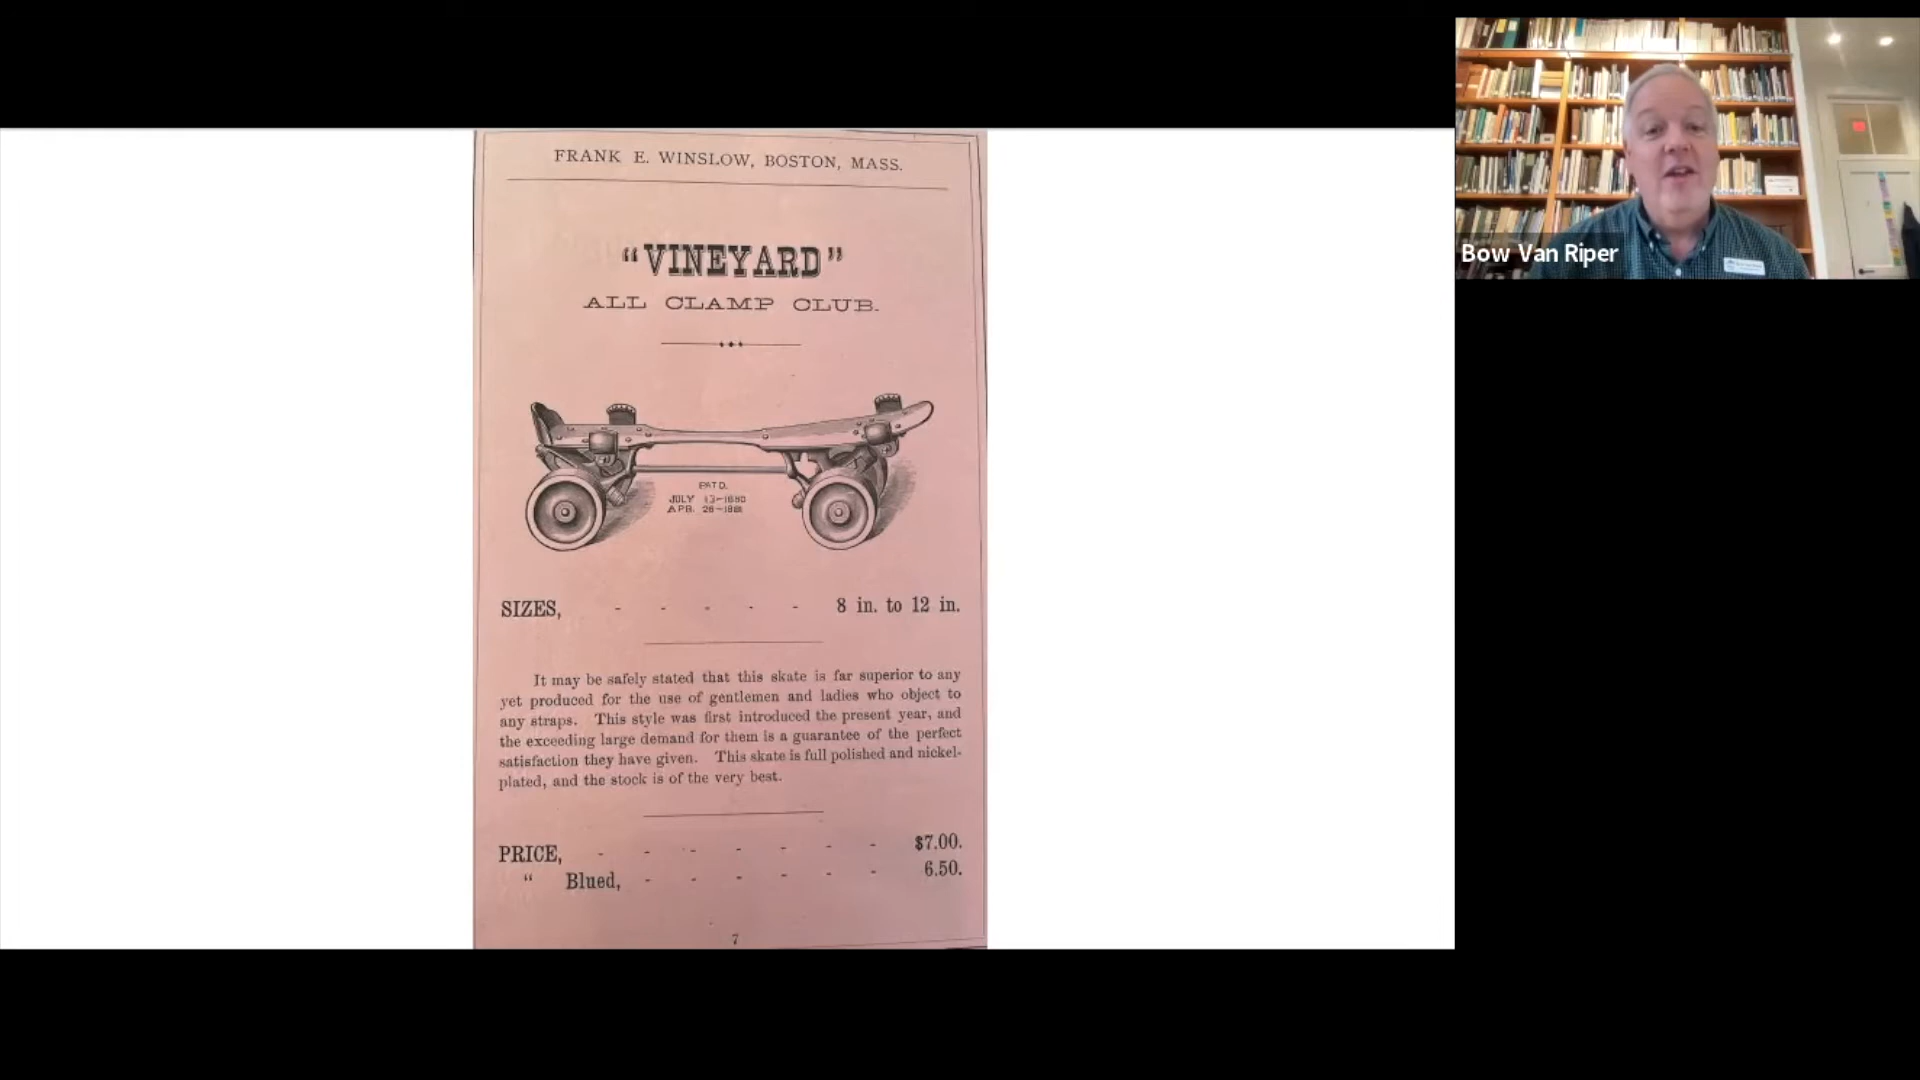 FRANK E. WINSLOW, BOSTON, MASS.
“VINEYARD”
ALL CLAMP CLUB.
PAT'D.
JULY 13-1880
APR. 26-1881
SIZES, - - - - - 8 in. to 12 in.
It may be safely stated that this skate is far superior to any
yet produced for the use of gentlemen and ladies who object to
any straps. This style was first introduced the present year, and
the exceeding large demand for them is a guarantee of the perfect
satisfaction they have given. This skate is full polished and nickel-
plated, and the stock is of the very best.
PRICE, - - - - - - - $7.00.
“ Blued, - - - - - - 6.50.
7
Bow Van Riper